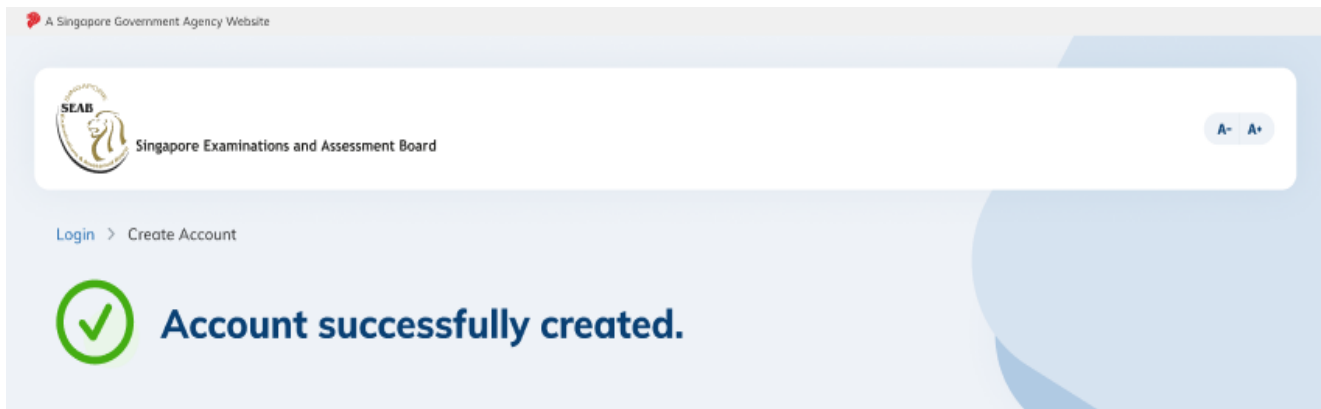 A Singapore Government Agency Website
SEAB
Singapore Examinations and Assessment Board
A- A+
Login > Create Account
Account successfully created.